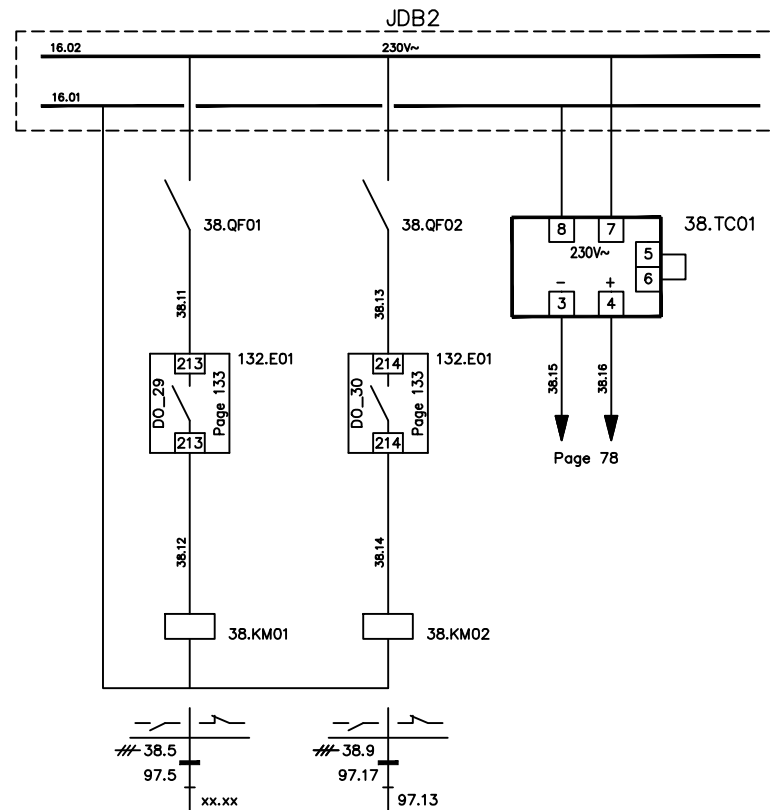 JDB2
16.02 230V~
16.01
38.QF01
38.QF02
38.TC01
8 7
230V~
5
6
- +
3 4
38.11
38.13
38.15
38.16
213
132.E01
DO_29
Page 133
213
214
132.E01
DO_30
Page 133
214
Page 78
38.12
38.14
38.KM01
38.KM02
38.5
97.5
xx.xx
38.9
97.17
97.13